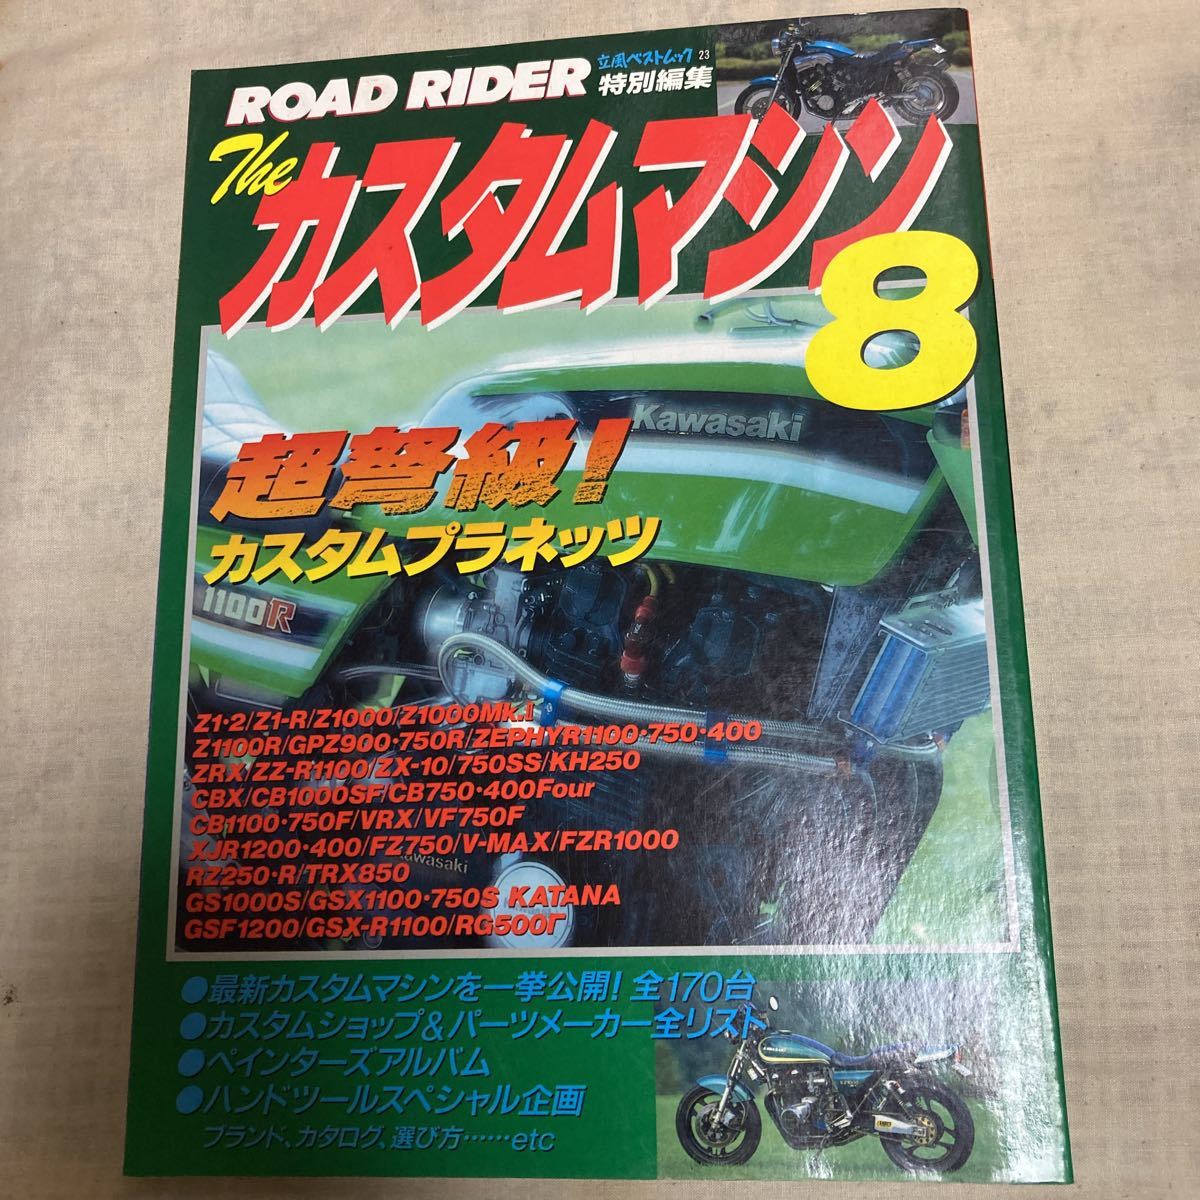 立風ベストムック 23
ROAD RIDER 特別編集
The カスタムマシン
8
Kawasaki
超弩級!
カスタムプラネッツ
1100R
Z1・2/Z1-R/Z1000/Z1000Mk.Ⅱ
Z1100R/GPZ900・750R/ZEPHYR1100・750・400
ZRX/ZZ-R1100/ZX-10/750SS/KH250
CBX/CB1000SF/CB750・400Four
CB1100・750F/VRX/VF750F
XJR1200・400/FZ750/V-MAX/FZR1000
Kawasaki
RZ250・R/TRX850
GS1000S/GSX1100・750S KATANA
GSF1200/GSX-R1100/RG500Γ
●最新カスタムマシンを一挙公開! 全170台
●カスタムショップ&パーツメーカー全リスト
●ペインターズアルバム
●ハンドツールスペシャル企画
ブランド、カタログ、選び方……etc